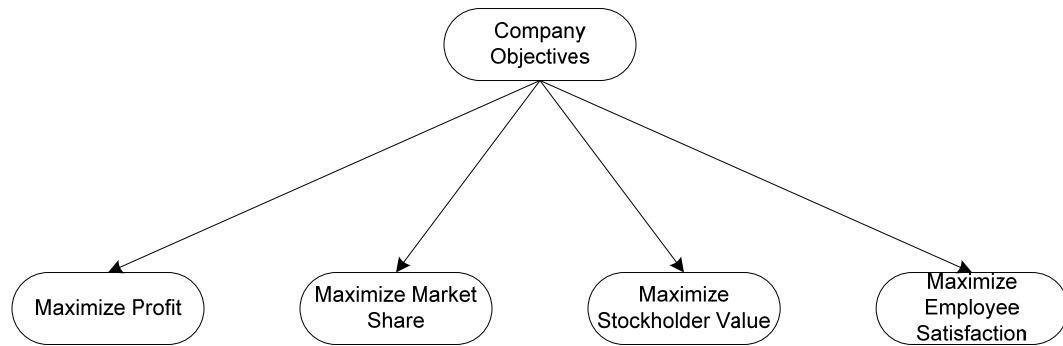 Company
Objectives
Maximize Profit
Maximize Market
Share
Maximize
Stockholder Value
Maximize
Employee
Satisfaction